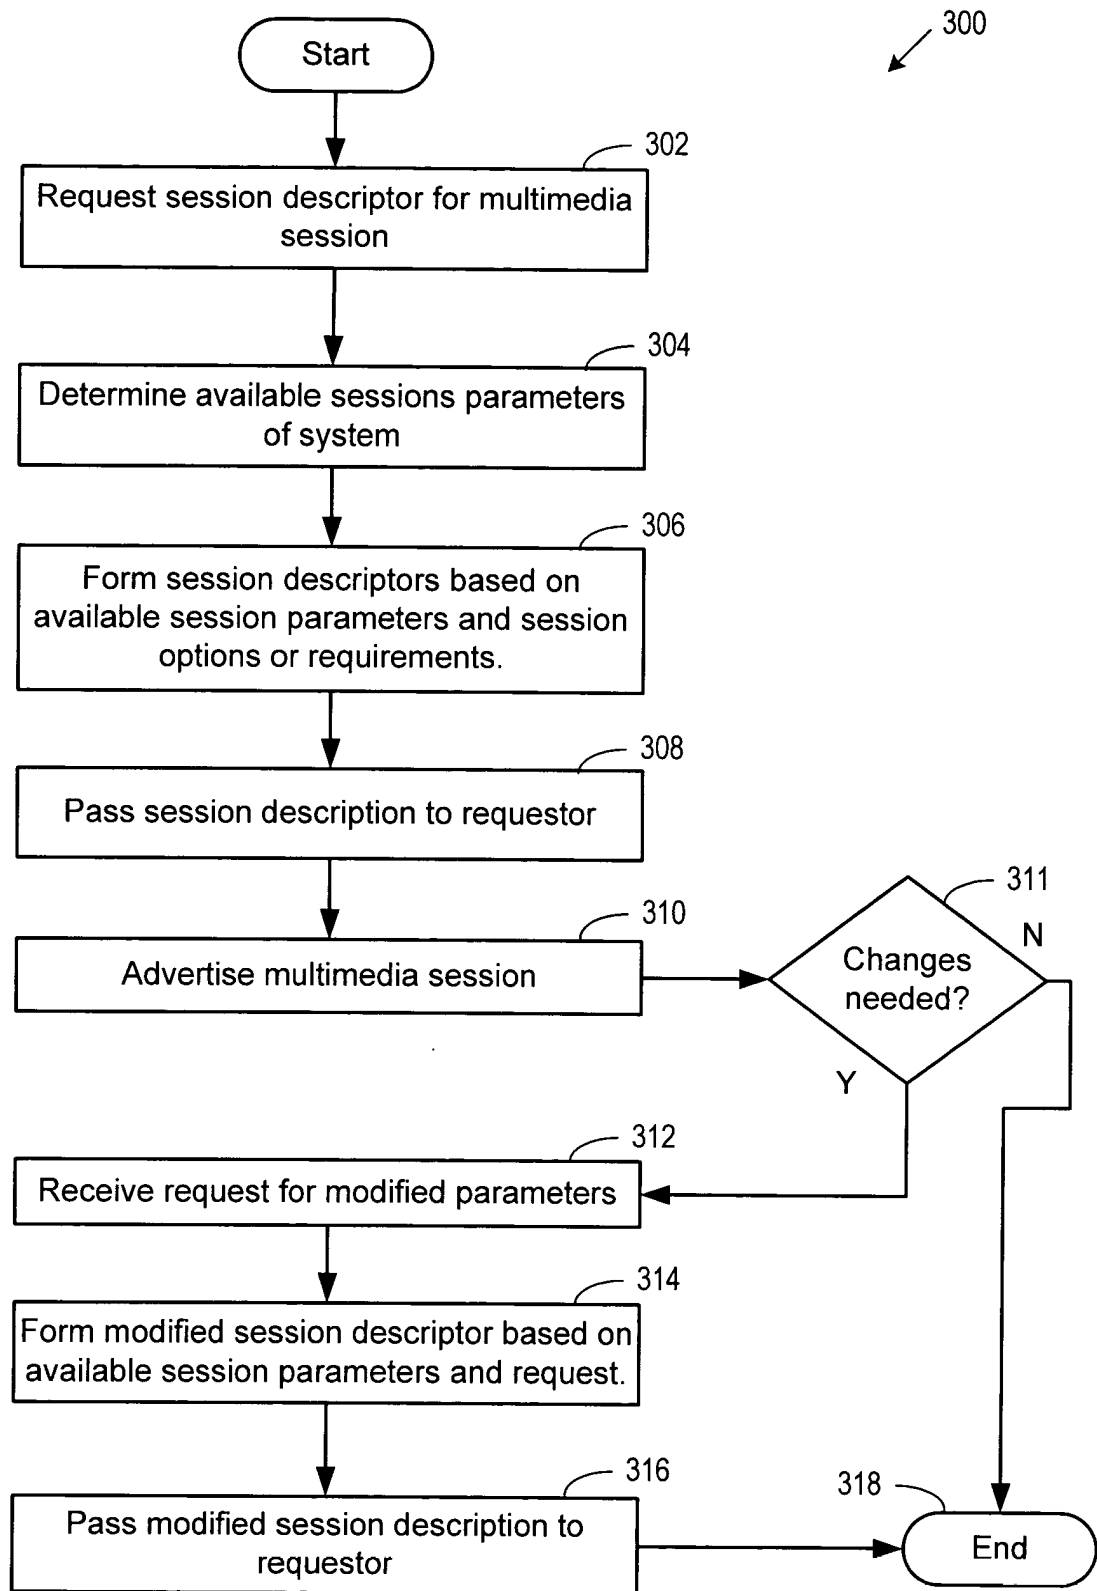 300
Start
302
Request session descriptor for multimedia
session
304
Determine available sessions parameters
of system
306
Form session descriptors based on
available session parameters and session
options or requirements.
308
Pass session description to requestor
310
Advertise multimedia session
311
Changes
needed?
N
Y
312
Receive request for modified parameters
314
Form modified session descriptor based on
available session parameters and request.
316
Pass modified session description to
requestor
318
End